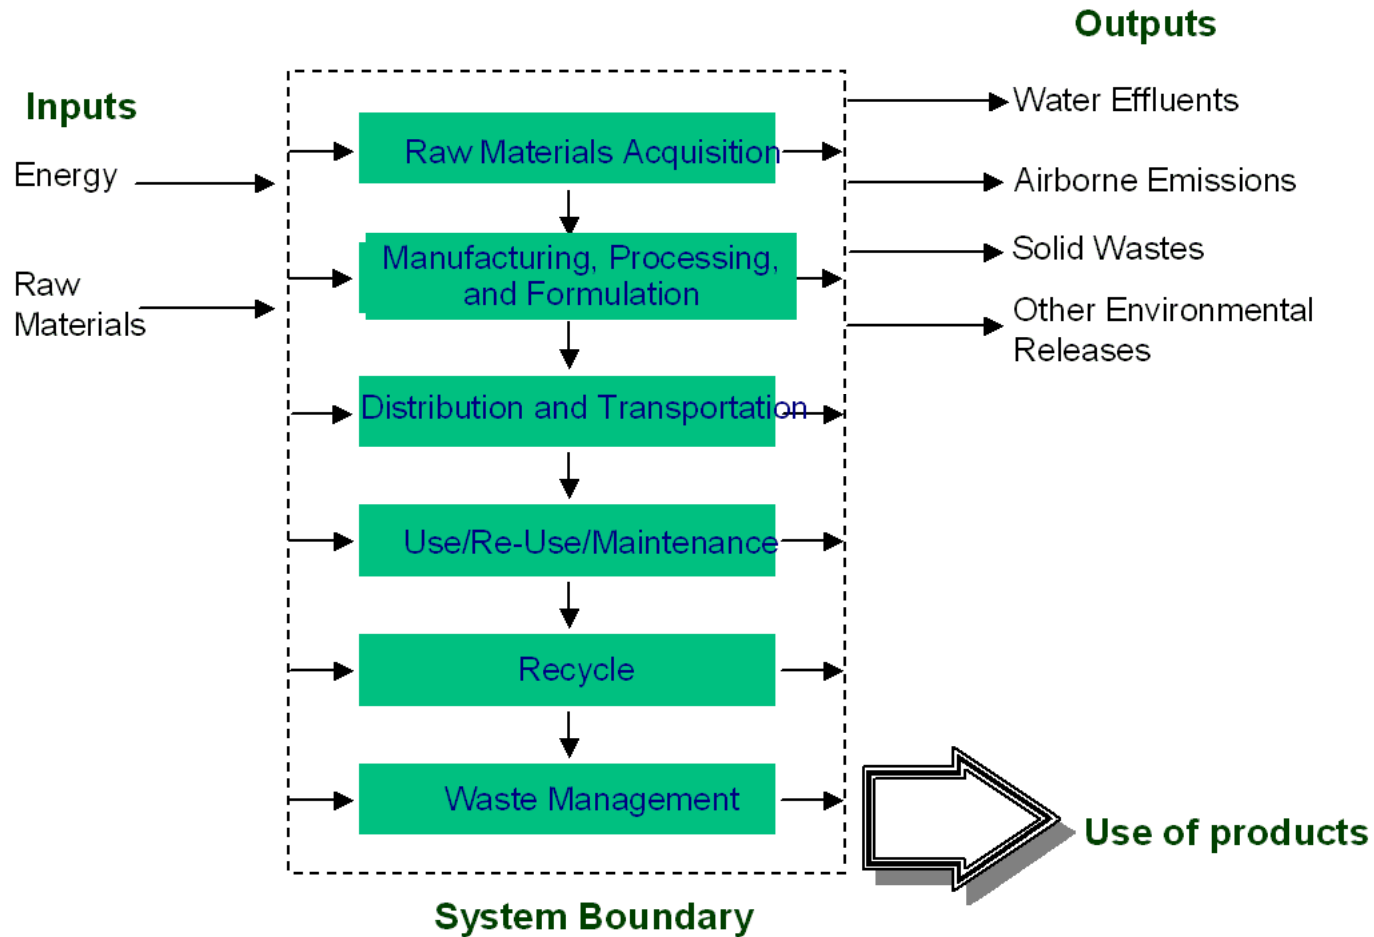 Outputs
Inputs
Energy
Raw
Materials
Raw Materials Acquisition
Manufacturing, Processing,
and Formulation
Distribution and Transportation
Use/Re-Use/Maintenance
Recycle
Waste Management
System Boundary
Water Effluents
Airborne Emissions
Solid Wastes
Other Environmental
Releases
Use of products